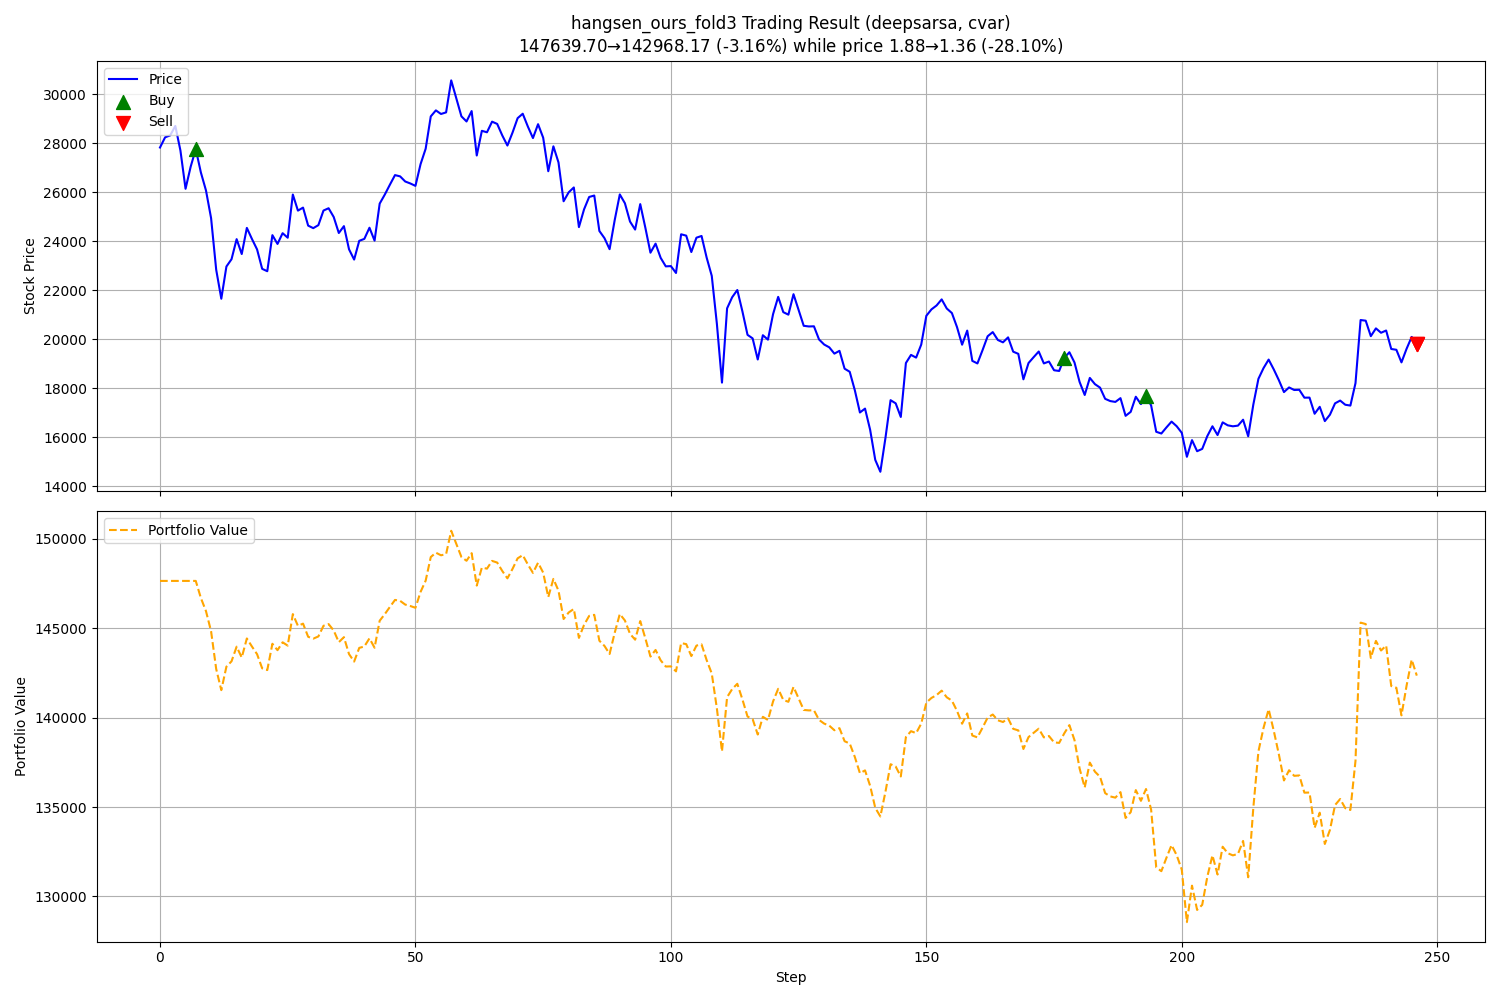 hangsen_ours_fold3 Trading Result (deepsarsa, cvar)
147639.70→142968.17 (-3.16%) while price 1.88→1.36 (-28.10%)
Price
Buy
Sell
Stock Price
30000
28000
26000
24000
22000
20000
18000
16000
14000
Portfolio Value
Portfolio Value
150000
145000
140000
135000
130000
0
50
100
150
200
250
Step